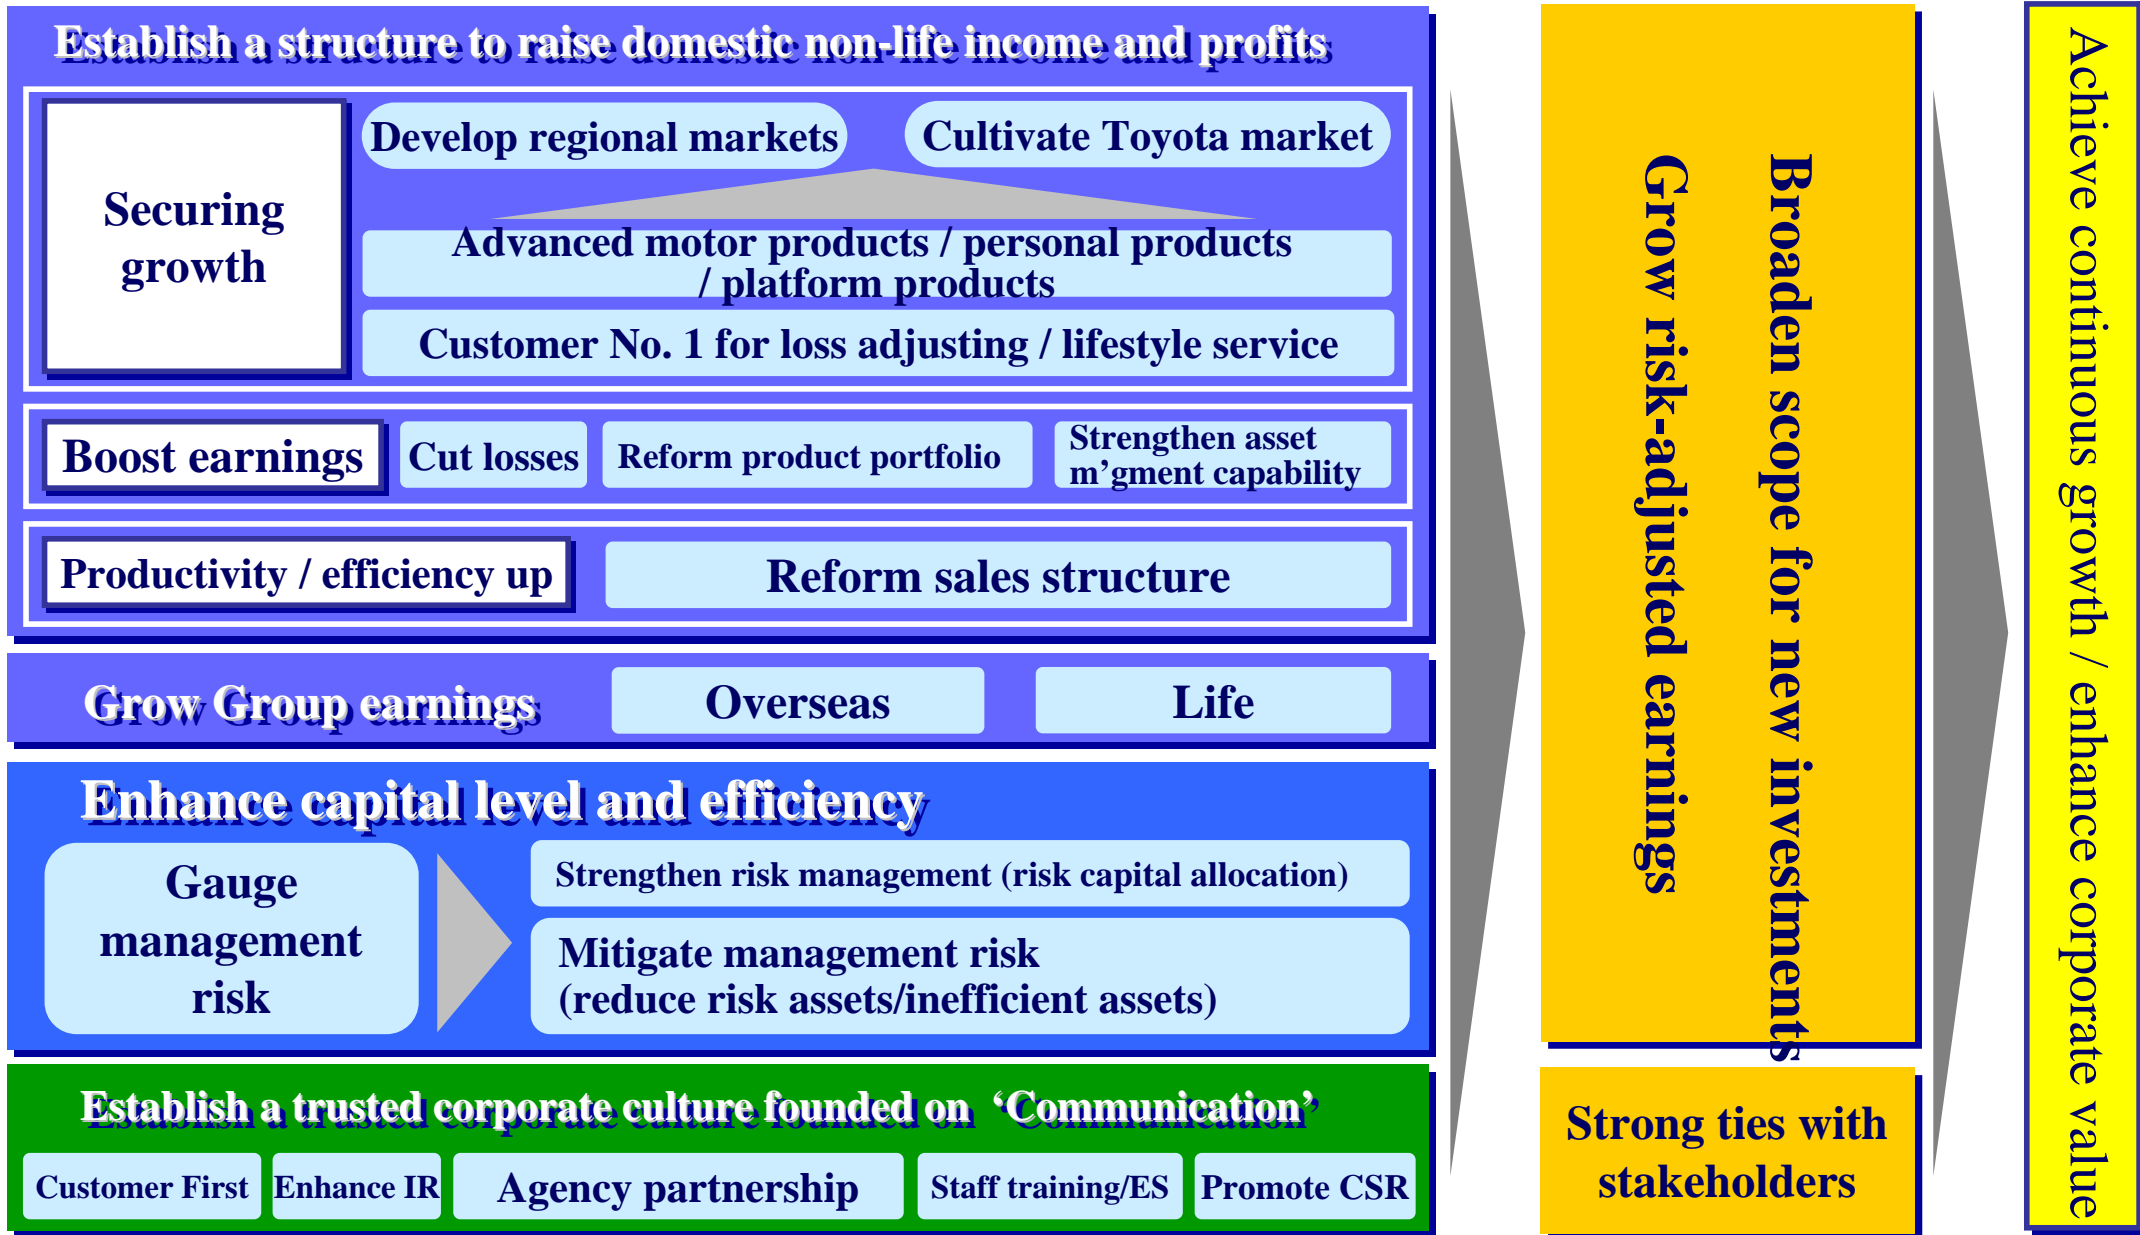 Establish a structure to raise domestic non-life income and profits
Securing
growth
Develop regional markets
Cultivate Toyota market
Advanced motor products / personal products
/ platform products
Customer No. 1 for loss adjusting / lifestyle service
Boost earnings
Cut losses
Reform product portfolio
Strengthen asset
m’gment capability
Productivity / efficiency up
Reform sales structure
Grow Group earnings
Overseas
Life
Enhance capital level and efficiency
Gauge
management
risk
Strengthen risk management (risk capital allocation)
Mitigate management risk
(reduce risk assets/inefficient assets)
Establish a trusted corporate culture founded on ‘Communication’
Customer First
Enhance IR
Agency partnership
Staff training/ES
Promote CSR
Broaden scope for new investments
Grow risk-adjusted earnings
Strong ties with
stakeholders
Achieve continuous growth / enhance corporate value